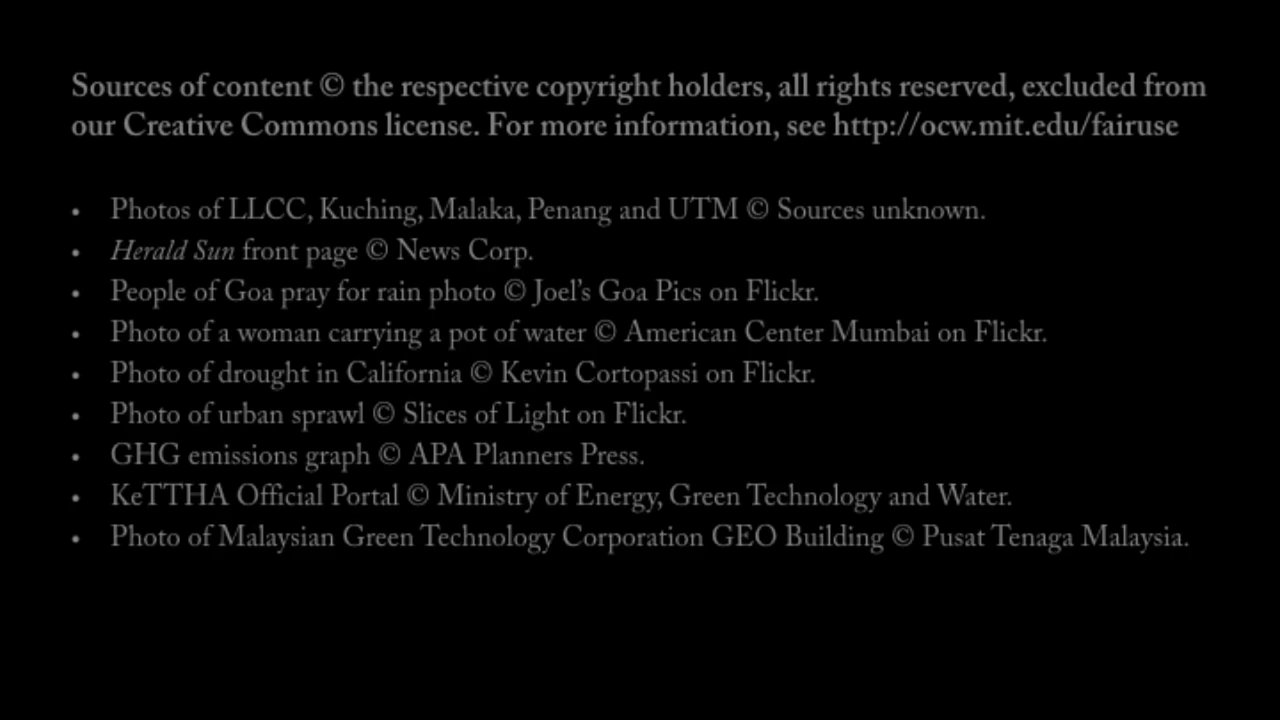 Sources of content © the respective copyright holders, all rights reserved, excluded from
our Creative Commons license. For more information, see http://ocw.mit.edu/fairuse
• Photos of LLCC, Kuching, Malaka, Penang and UTM © Sources unknown.
• Herald Sun front page © News Corp.
• People of Goa pray for rain photo © Joel’s Goa Pics on Flickr.
• Photo of a woman carrying a pot of water © American Center Mumbai on Flickr.
• Photo of drought in California © Kevin Cortopassi on Flickr.
• Photo of urban sprawl © Slices of Light on Flickr.
• GHG emissions graph © APA Planners Press.
• KeTTHA Official Portal © Ministry of Energy, Green Technology and Water.
• Photo of Malaysian Green Technology Corporation GEO Building © Pusat Tenaga Malaysia.